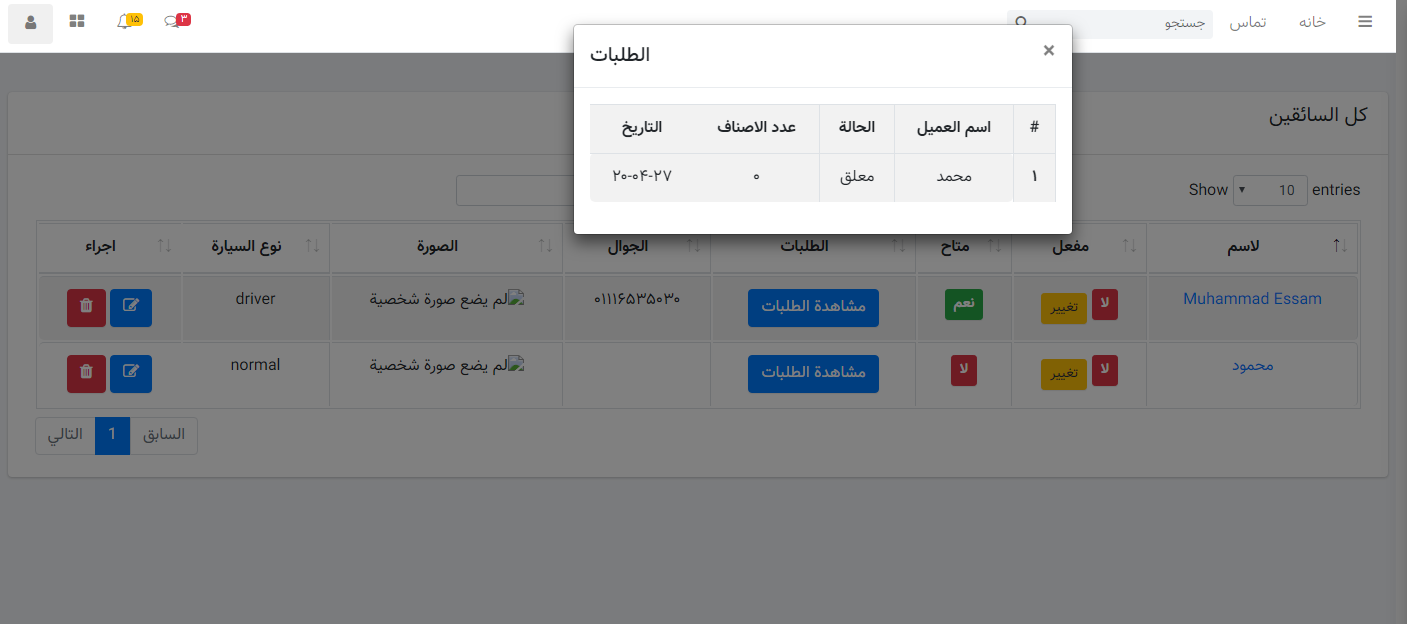 خانه تماس جستجو ۳ ۱۵
الطلبات ×
# اسم العميل الحالة عدد الاصناف التاريخ
۱ محمد معلق ۰ ۲۰-۰۴-۲۷
كل السائقين
Show 10 entries
لاسم مفعل متاح الطلبات الجوال الصورة نوع السيارة اجراء
Muhammad Essam لا تغيير نعم مشاهدة الطلبات ۰۱۱۱۶۵۳۵۰۳۰ لم يضع صورة شخصية driver
محمود لا تغيير لا مشاهدة الطلبات لم يضع صورة شخصية normal
السابق 1 التالي